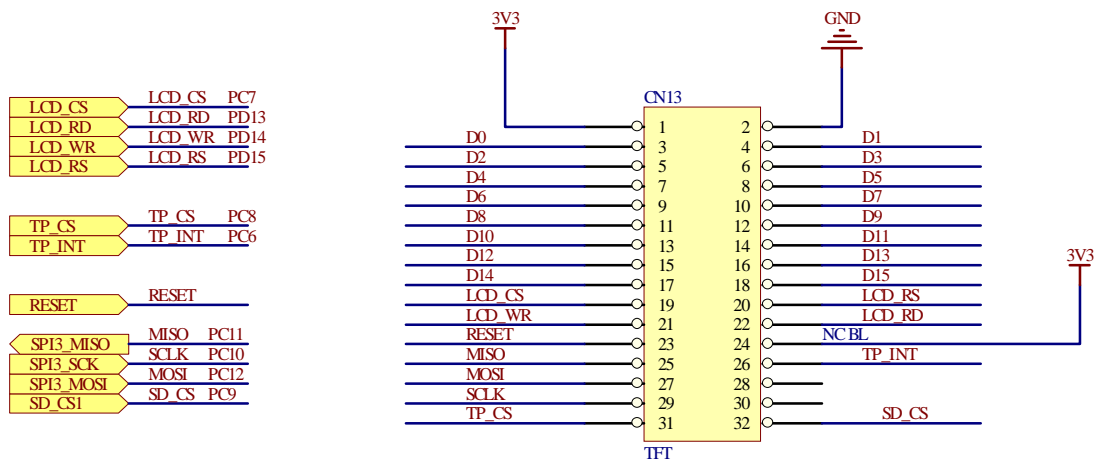 3V3 GND
LCD_CS LCD_CS PC7
LCD_RD LCD_RD PD13
LCD_WR LCD_WR PD14
LCD_RS LCD_RS PD15
TP_CS TP_CS PC8
TP_INT TP_INT PC6
RESET RESET
SPI3_MISO MISO PC11
SPI3_SCK SCLK PC10
SPI3_MOSI MOSI PC12
SD_CS1 SD_CS PC9
CN13
1 2
D0 3 4 D1
D2 5 6 D3
D4 7 8 D5
D6 9 10 D7
D8 11 12 D9
D10 13 14 D11
D12 15 16 D13
D14 17 18 D15
3V3
LCD_CS 19 20 LCD_RS
LCD_WR 21 22 LCD_RD
RESET 23 24 NC BL
MISO 25 26 TP_INT
MOSI 27 28
SCLK 29 30
TP_CS 31 32 SD_CS
TFT